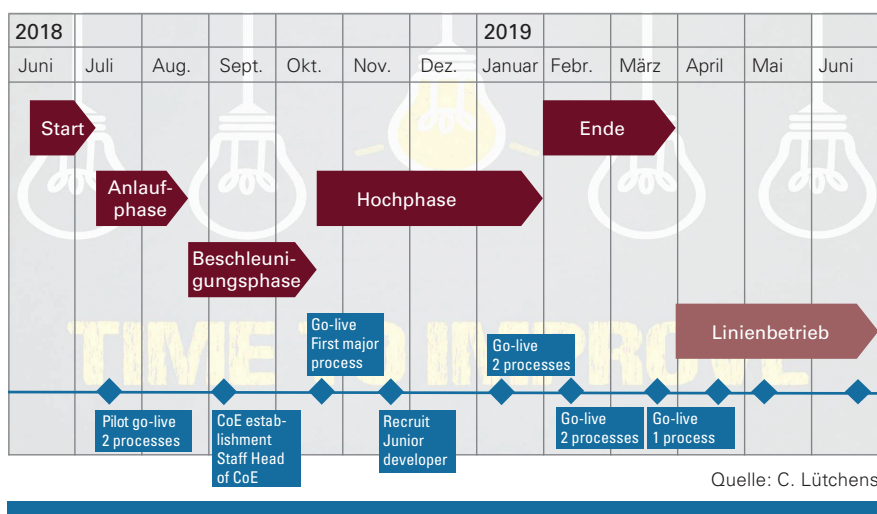 2018 2019
Juni Juli Aug. Sept. Okt. Nov. Dez. Januar Febr. März April Mai Juni
Start
Ende
Anlauf-
phase
Hochphase
Beschleuni-
gungsphase
Linienbetrieb
TIME TO IMPROVE
Go-live
First major
process
Go-live
2 processes
Pilot go-live
2 processes
CoE estab-
lishment
Staff Head
of CoE
Recruit
Junior
developer
Go-live
2 processes
Go-live
1 process
Quelle: C. Lütchens